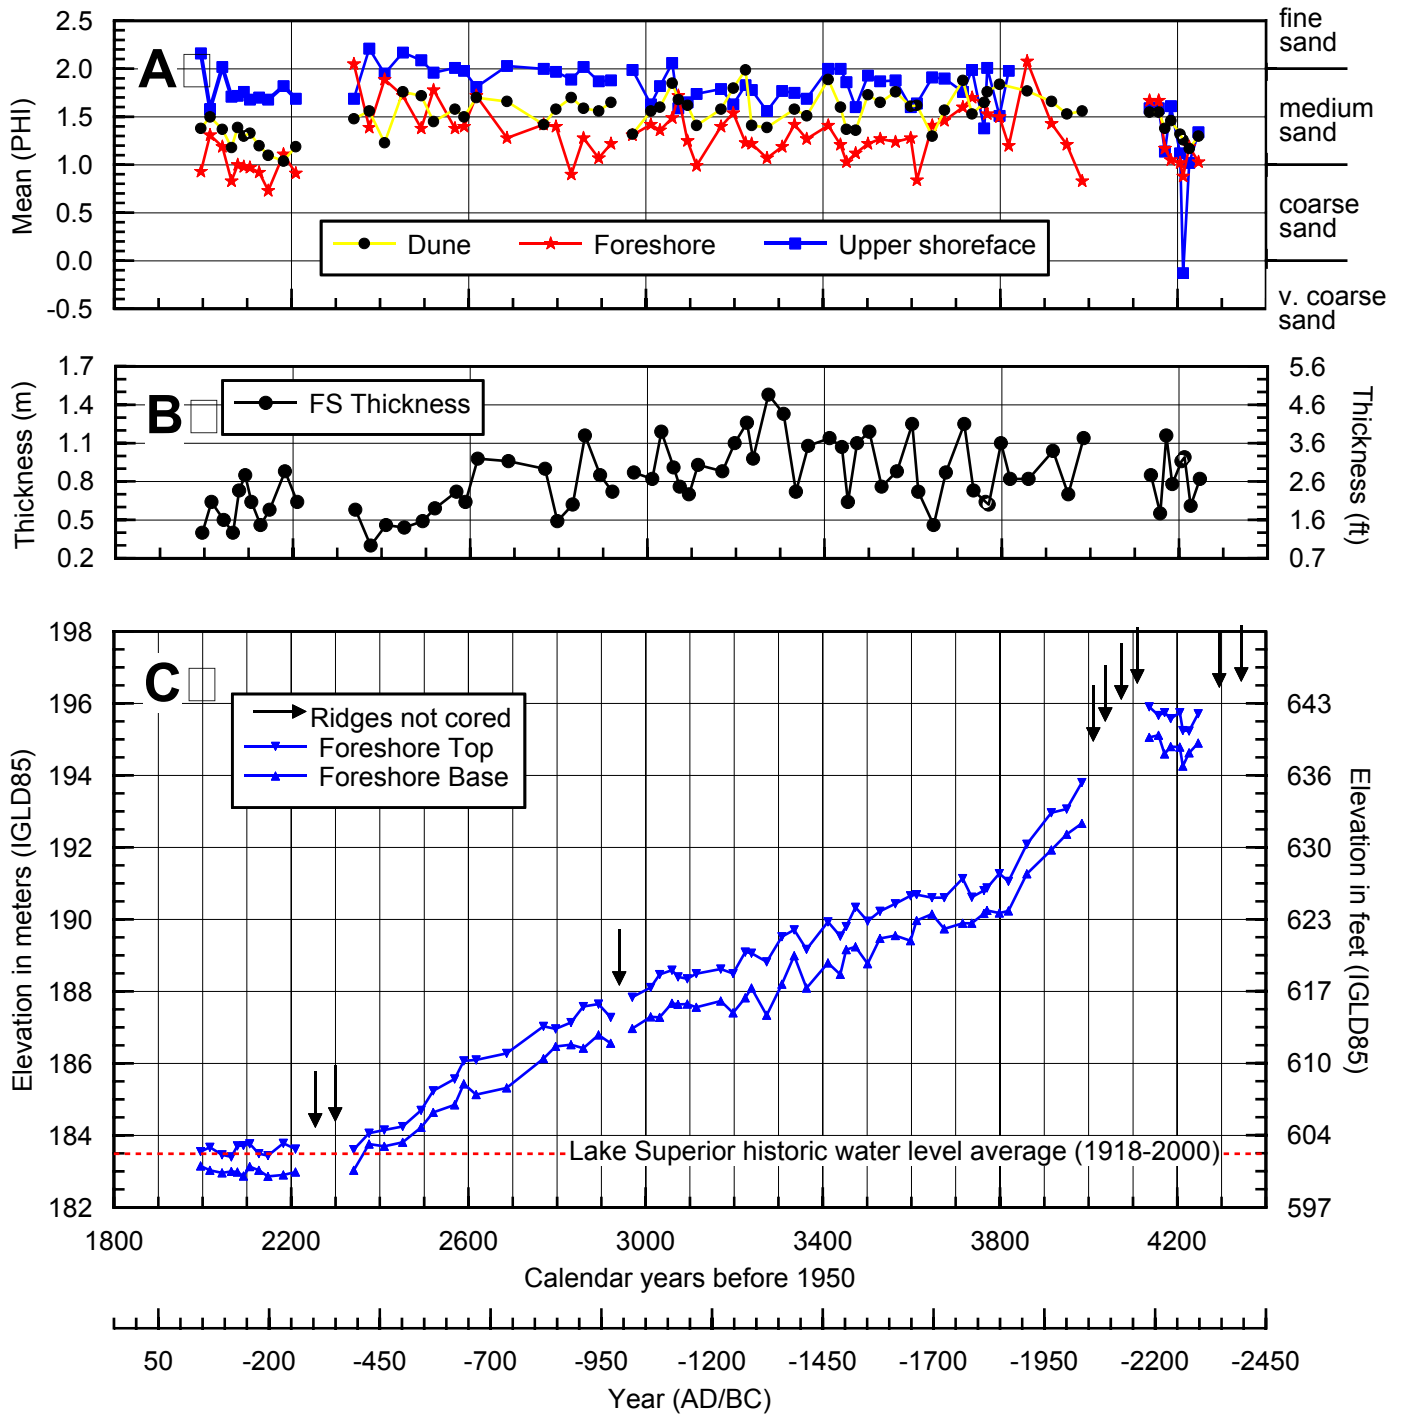 2.5
2.0
1.5
1.0
0.5
0.0
-0.5
Mean (PHI)
A
Dune
Foreshore
Upper shoreface
fine
sand
medium
sand
coarse
sand
v. coarse
sand
1.7
1.4
1.1
0.8
0.5
0.2
Thickness (m)
B
FS Thickness
5.6
4.6
3.6
2.6
1.6
0.7
Thickness (ft)
198
196
194
192
190
188
186
184
182
Elevation in meters (IGLD85)
C
Ridges not cored
Foreshore Top
Foreshore Base
Lake Superior historic water level average (1918-2000)
643
636
630
623
617
610
604
597
Elevation in feet (IGLD85)
1800 2200 2600 3000 3400 3800 4200
Calendar years before 1950
50 -200 -450 -700 -950 -1200 -1450 -1700 -1950 -2200 -2450
Year (AD/BC)